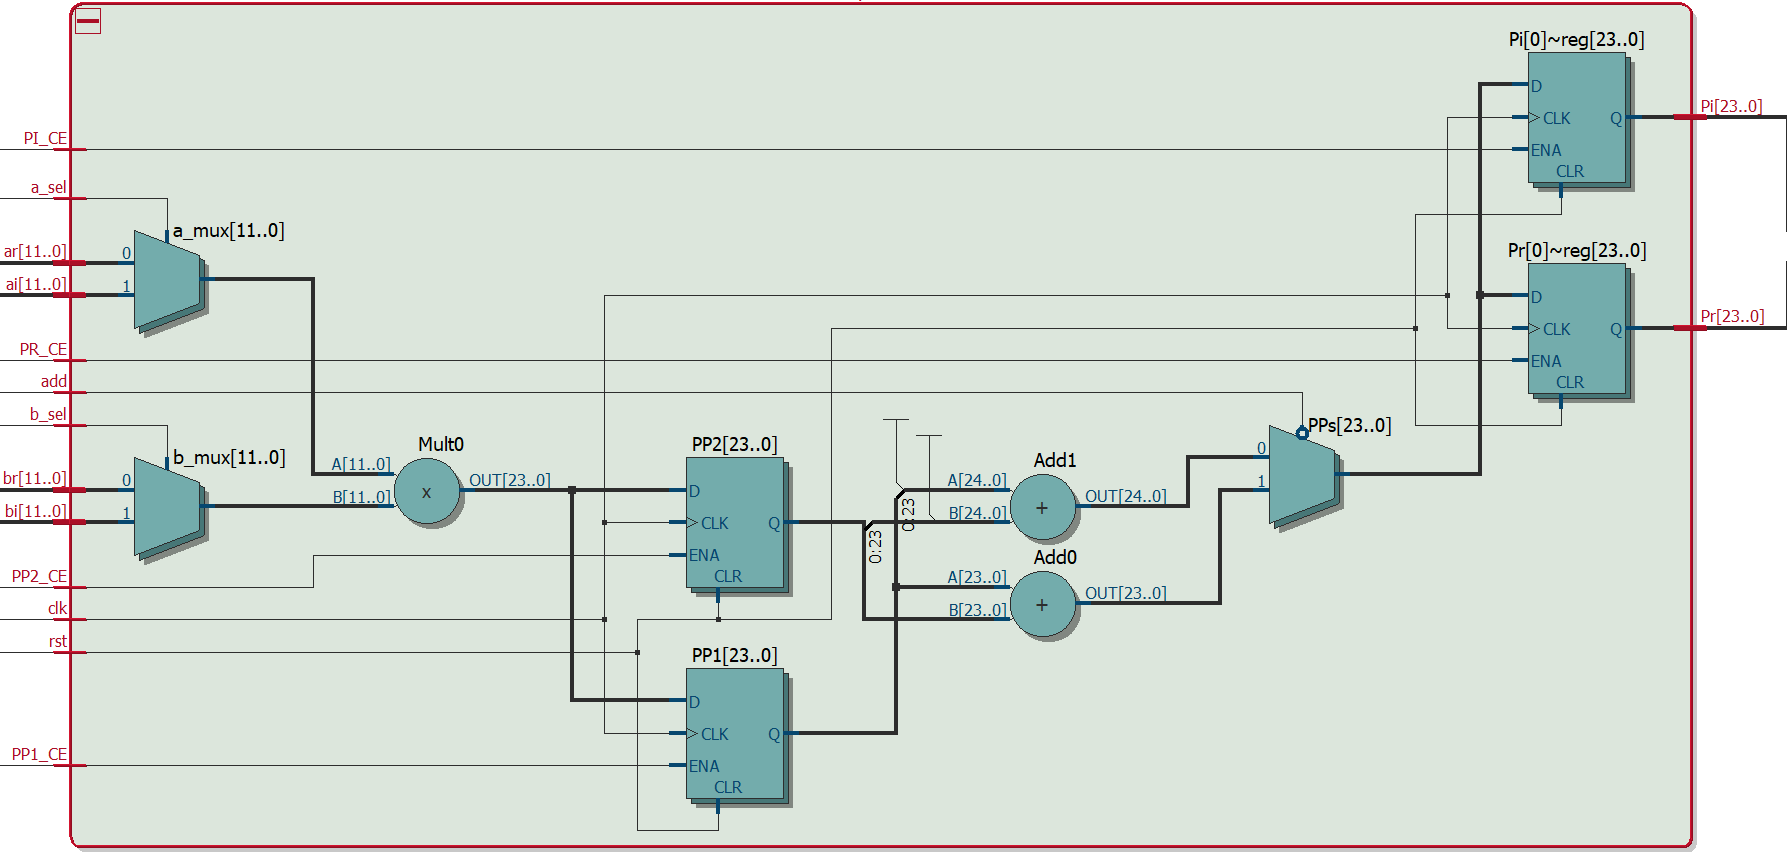 Pi[0]~reg[23..0]
D
CLK
Q
ENA
CLR
Pi[23..0]
PI_CE
a_sel
a_mux[11..0]
ar[11..0]
0
ai[11..0]
1
Pr[0]~reg[23..0]
D
CLK
Q
ENA
CLR
Pr[23..0]
PR_CE
add
b_sel
b_mux[11..0]
br[11..0]
0
bi[11..0]
1
Mult0
A[11..0]
B[11..0]
x
OUT[23..0]
PP2[23..0]
D
CLK
Q
ENA
CLR
0:23
0:23
Add1
A[24..0]
B[24..0]
+
OUT[24..0]
Add0
A[23..0]
B[23..0]
+
OUT[23..0]
PPs[23..0]
0
1
PP2_CE
clk
rst
PP1[23..0]
D
CLK
Q
ENA
CLR
PP1_CE